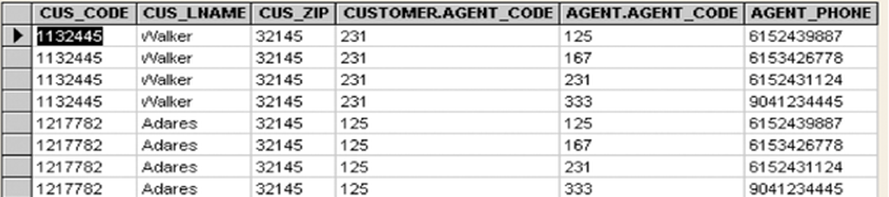 CUS_CODE CUS_LNAME CUS_ZIP CUSTOMER.AGENT_CODE AGENT.AGENT_CODE AGENT_PHONE
1132445 Walker 32145 231 125 6152439887
1132445 Walker 32145 231 167 6153426778
1132445 Walker 32145 231 231 6152431124
1132445 Walker 32145 231 333 9041234445
1217782 Adares 32145 125 125 6152439887
1217782 Adares 32145 125 167 6153426778
1217782 Adares 32145 125 231 6152431124
1217782 Adares 32145 125 333 9041234445